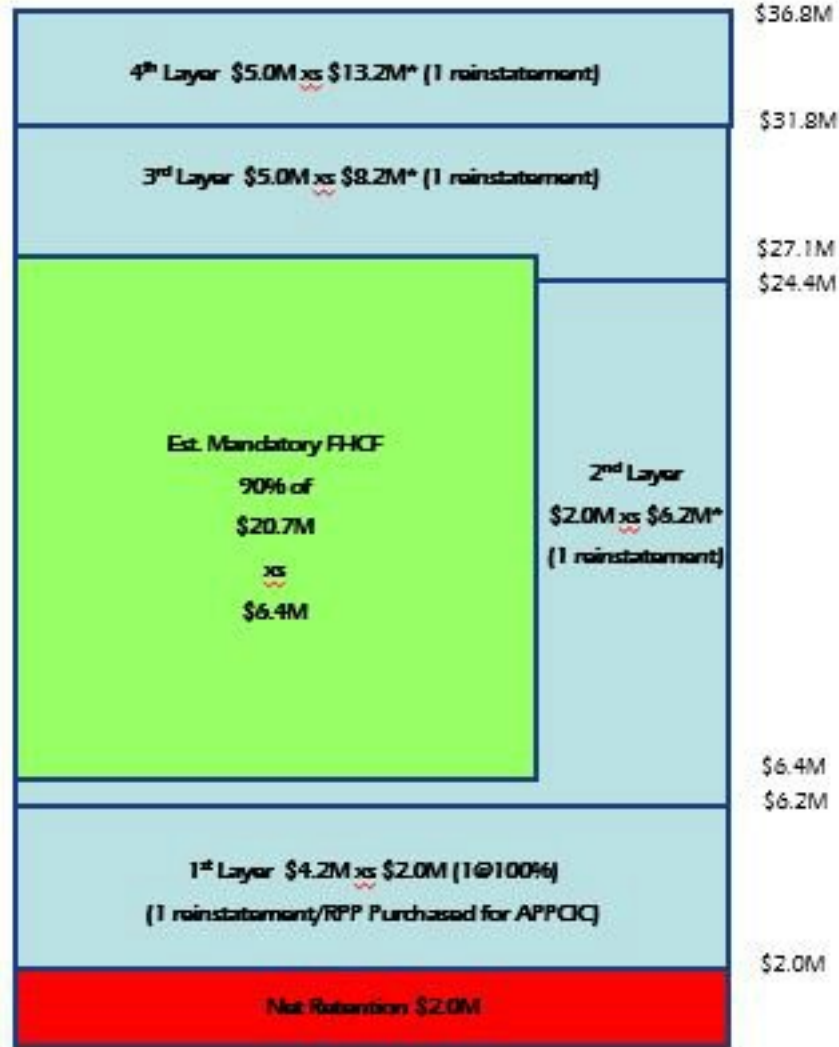 $36.8M
4th Layer $5.0M xs $13.2M* (1 reinstatement)
$31.8M
3rd Layer $5.0M xs $8.2M* (1 reinstatement)
$27.1M
$24.4M
Est. Mandatory FHCF
90% of
$20.7M
xs
$6.4M
2nd Layer
$2.0M xs $6.2M*
(1 reinstatement)
$6.4M
$6.2M
1st Layer $4.2M xs $2.0M (1@100%)
(1 reinstatement/RPP Purchased for APPCIC)
$2.0M
Net Retention $2.0M